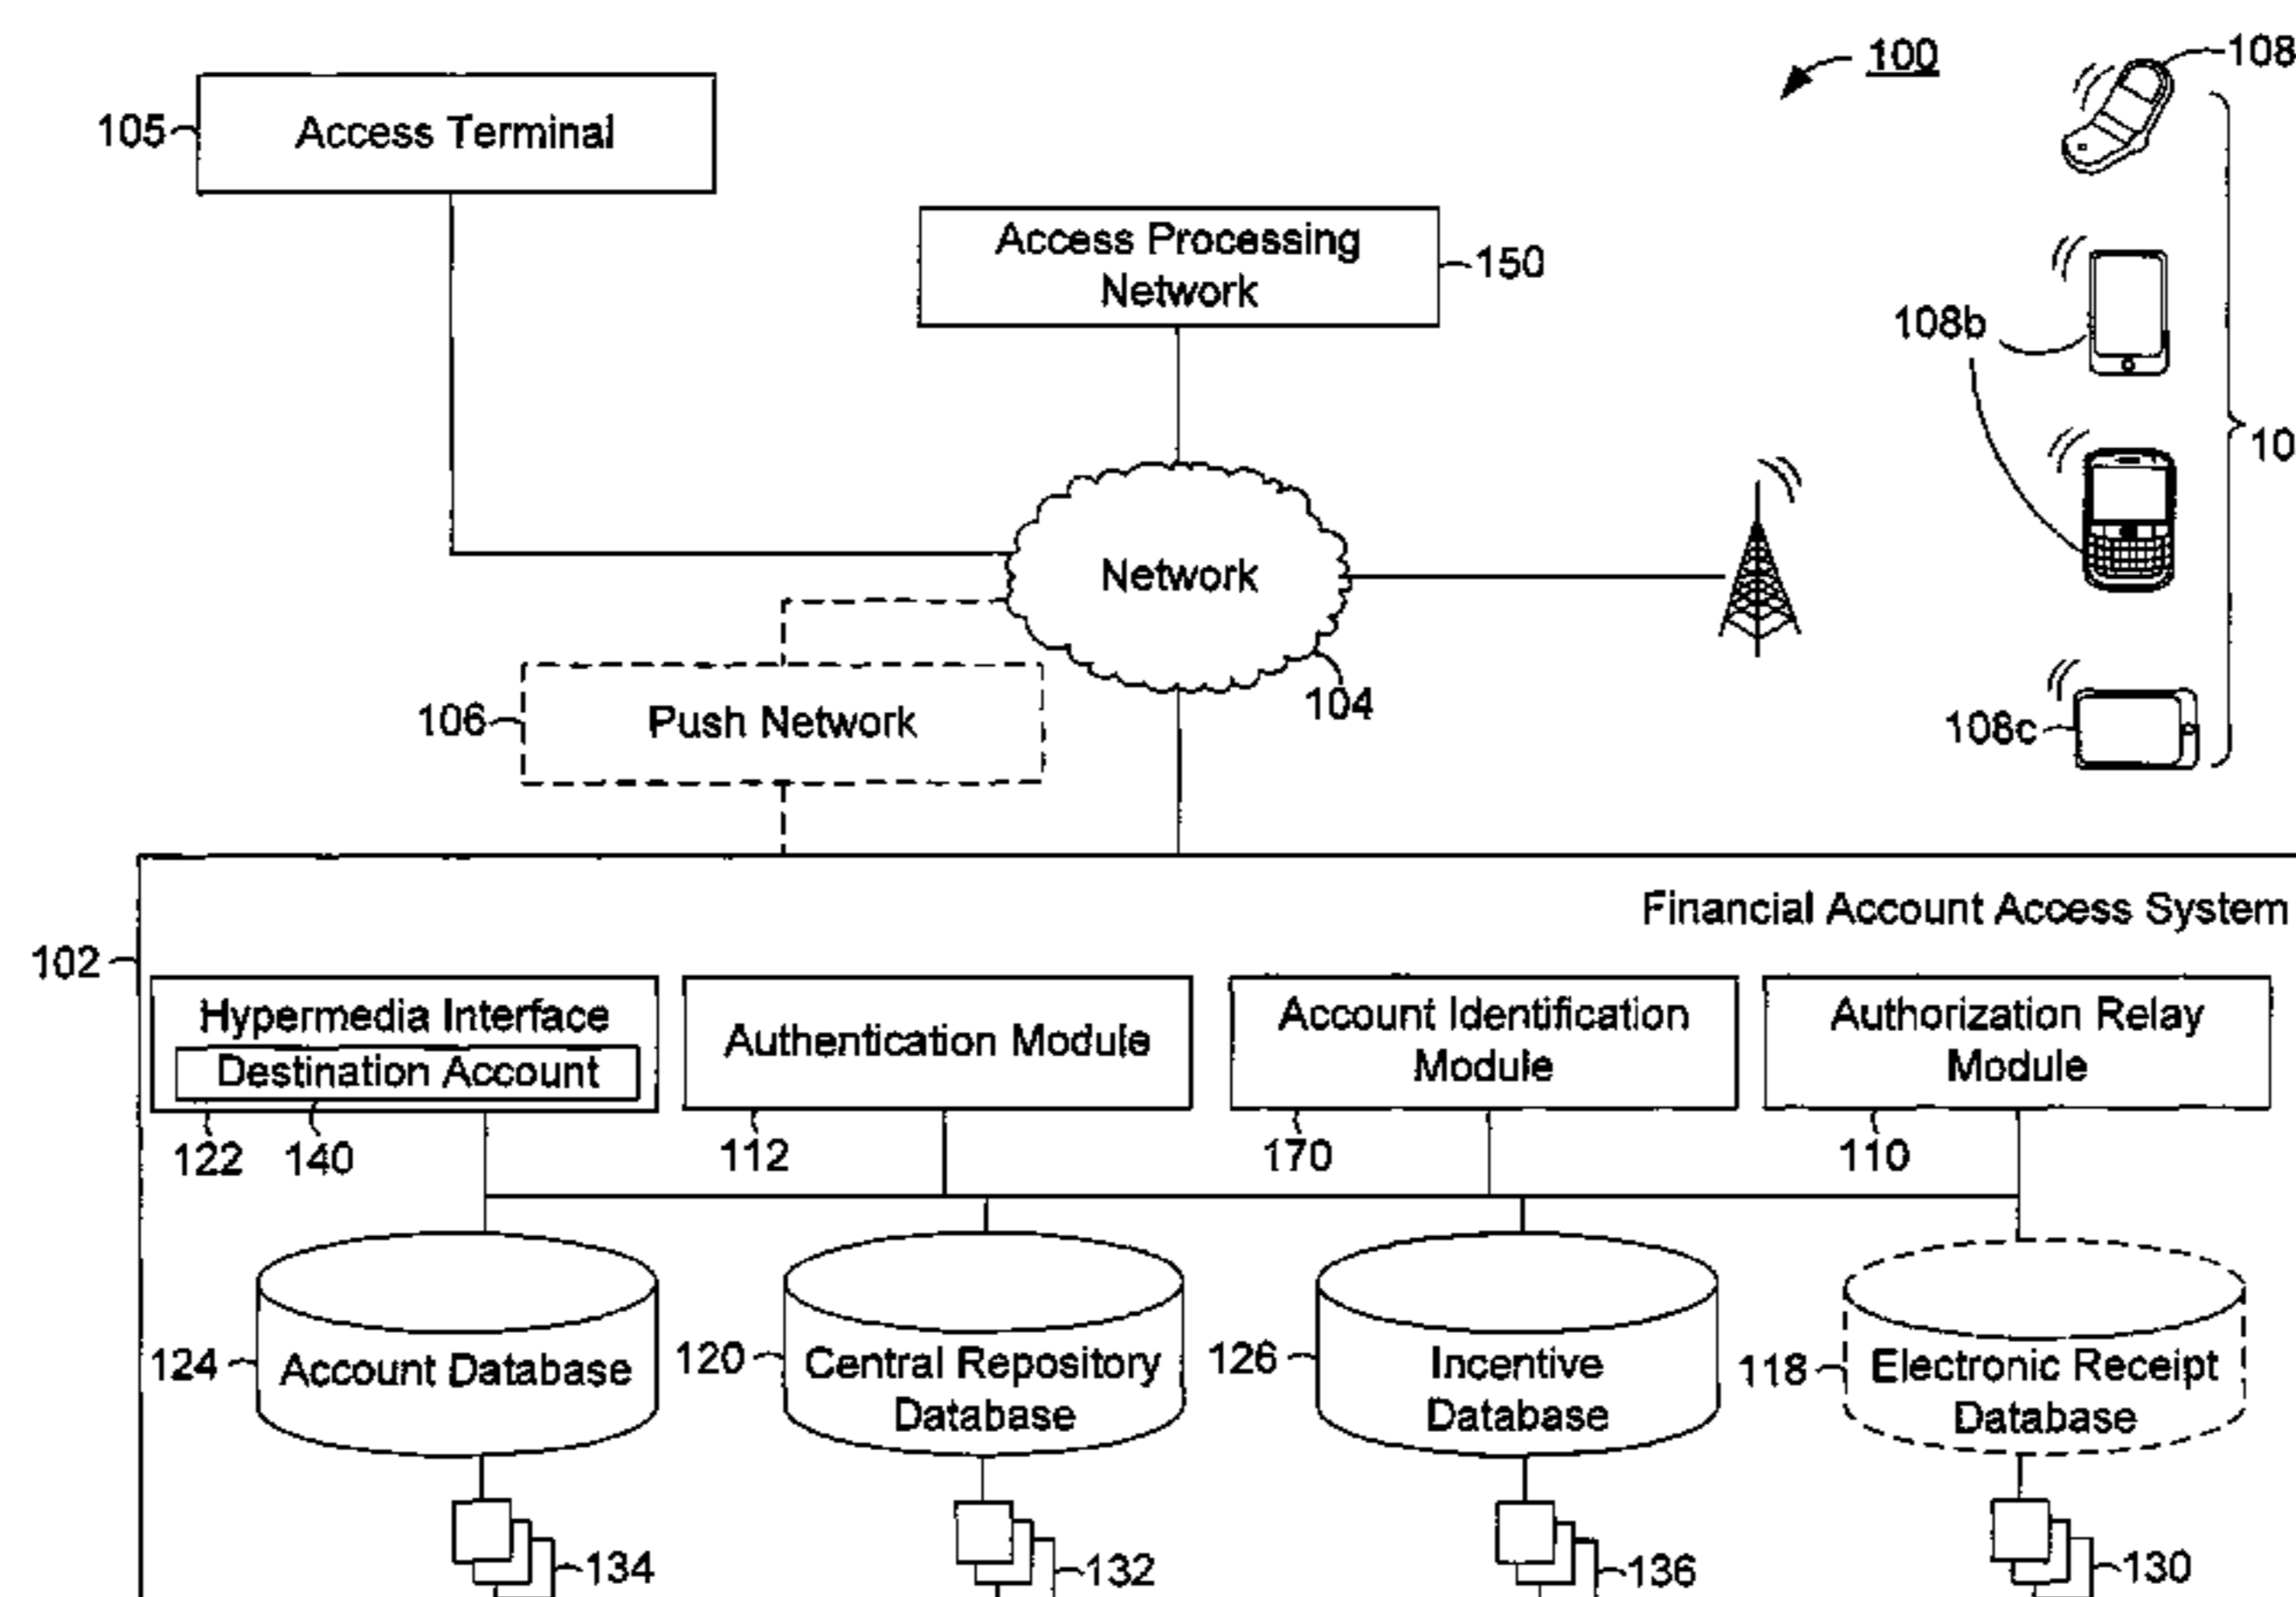 100
108
105
Access Terminal
Access Processing
Network
150
108b
10
Network
104
106
Push Network
108c
Financial Account Access System
102
Hypermedia Interface
Destination Account
Authentication Module
Account Identification
Module
Authorization Relay
Module
122
140
112
170
110
124
Account Database
120
Central Repository
Database
126
Incentive
Database
118
Electronic Receipt
Database
134
132
136
130